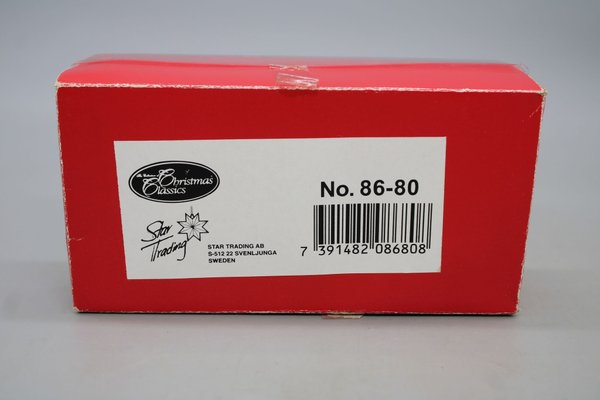 Christmas
Classics
No. 86-80
Star
Trading
STAR TRADING AB
S-512 22 SVENLJUNGA
SWEDEN
7 391482 086808